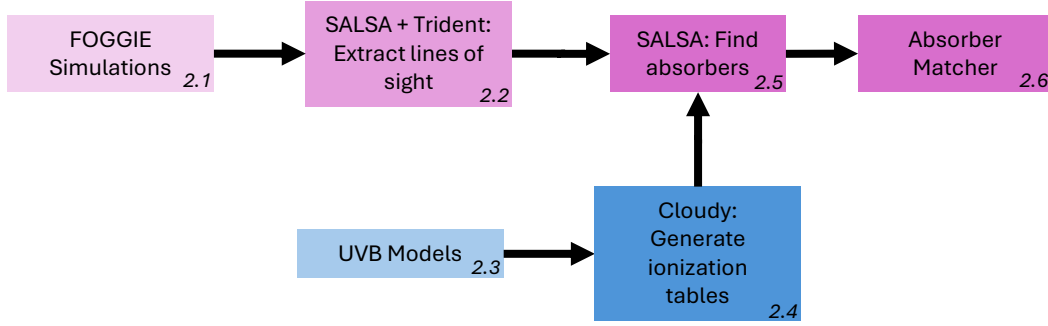 FOGGIE
Simulations
2.1
SALSA + Trident:
Extract lines of
sight
2.2
SALSA: Find
absorbers
2.5
Absorber
Matcher
2.6
UVB Models
2.3
Cloudy:
Generate
ionization
tables
2.4